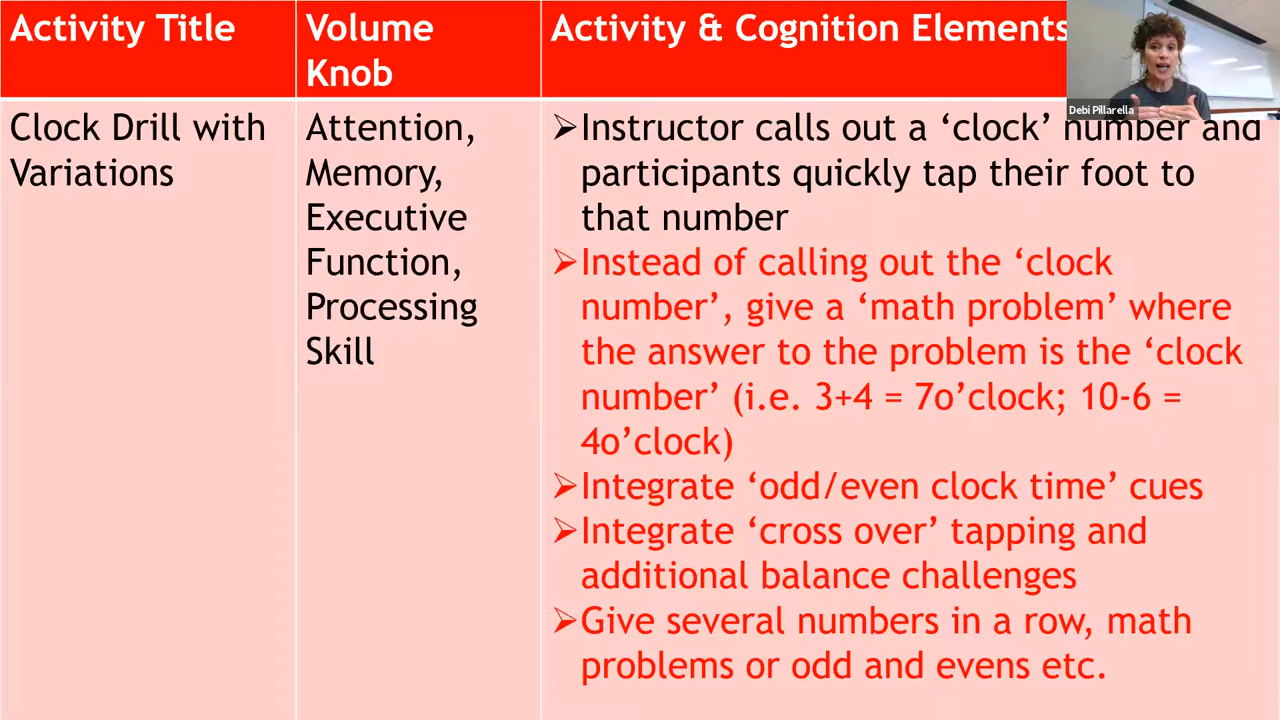 Activity Title
Volume
Knob
Activity & Cognition Elements
Debi Pillarella
Clock Drill with
Variations
Attention,
Memory,
Executive
Function,
Processing
Skill
➢Instructor calls out a ‘clock’ number and
participants quickly tap their foot to
that number
➢Instead of calling out the ‘clock
number’, give a ‘math problem’ where
the answer to the problem is the ‘clock
number’ (i.e. 3+4 = 7o’clock; 10-6 =
4o’clock)
➢Integrate ‘odd/even clock time’ cues
➢Integrate ‘cross over’ tapping and
additional balance challenges
➢Give several numbers in a row, math
problems or odd and evens etc.